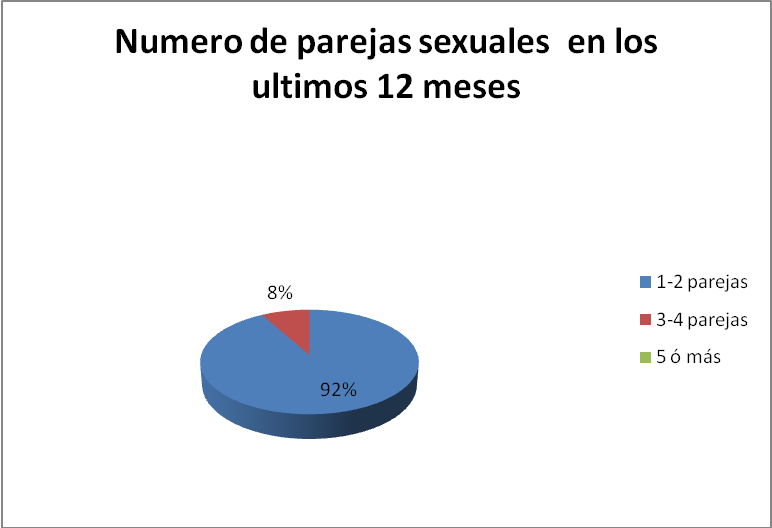 Numero de parejas sexuales  en los
ultimos 12 meses
8%
92%
1-2 parejas
3-4 parejas
5 ó más